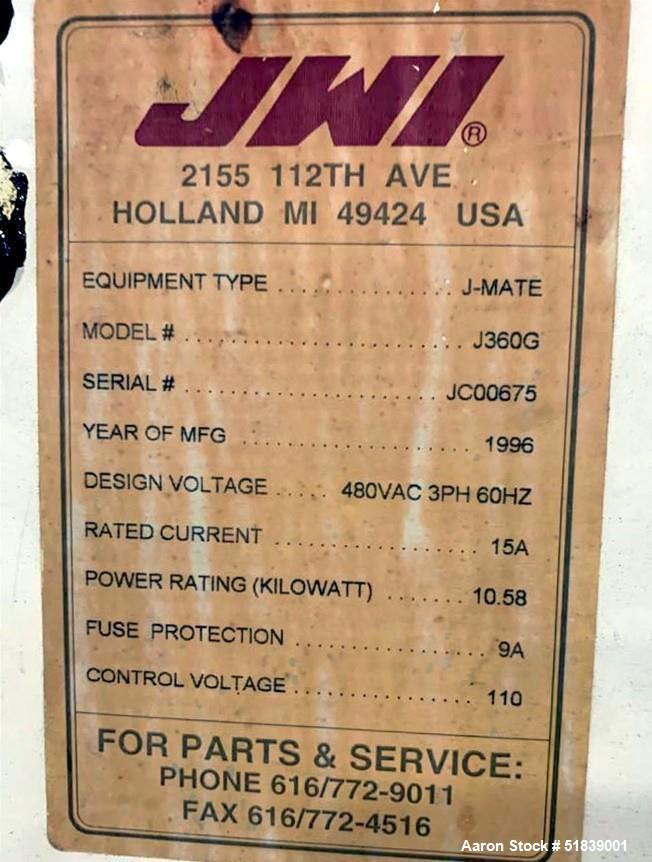 JWI®
2155 112TH AVE
HOLLAND MI 49424 USA
EQUIPMENT TYPE .................. J-MATE
MODEL # ............................. J360G
SERIAL # .......................... JC00675
YEAR OF MFG ......................... 1996
DESIGN VOLTAGE ..... 480VAC 3PH 60HZ
RATED CURRENT ..................... 15A
POWER RATING (KILOWATT) ....... 10.58
FUSE PROTECTION .................. 9A
CONTROL VOLTAGE ................ 110
FOR PARTS & SERVICE:
PHONE 616/772-9011
FAX 616/772-4516
Aaron Stock # 51839001